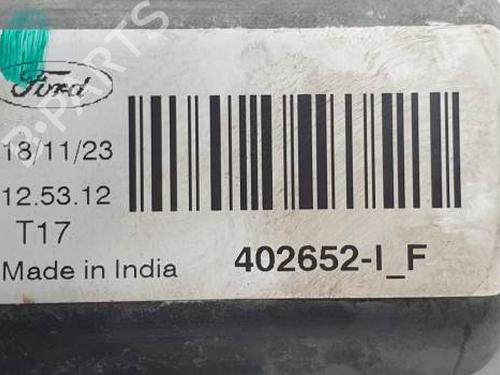 B-PARTS
Ford
18/11/23
12.53.12
T17
Made in India
402652-I_F